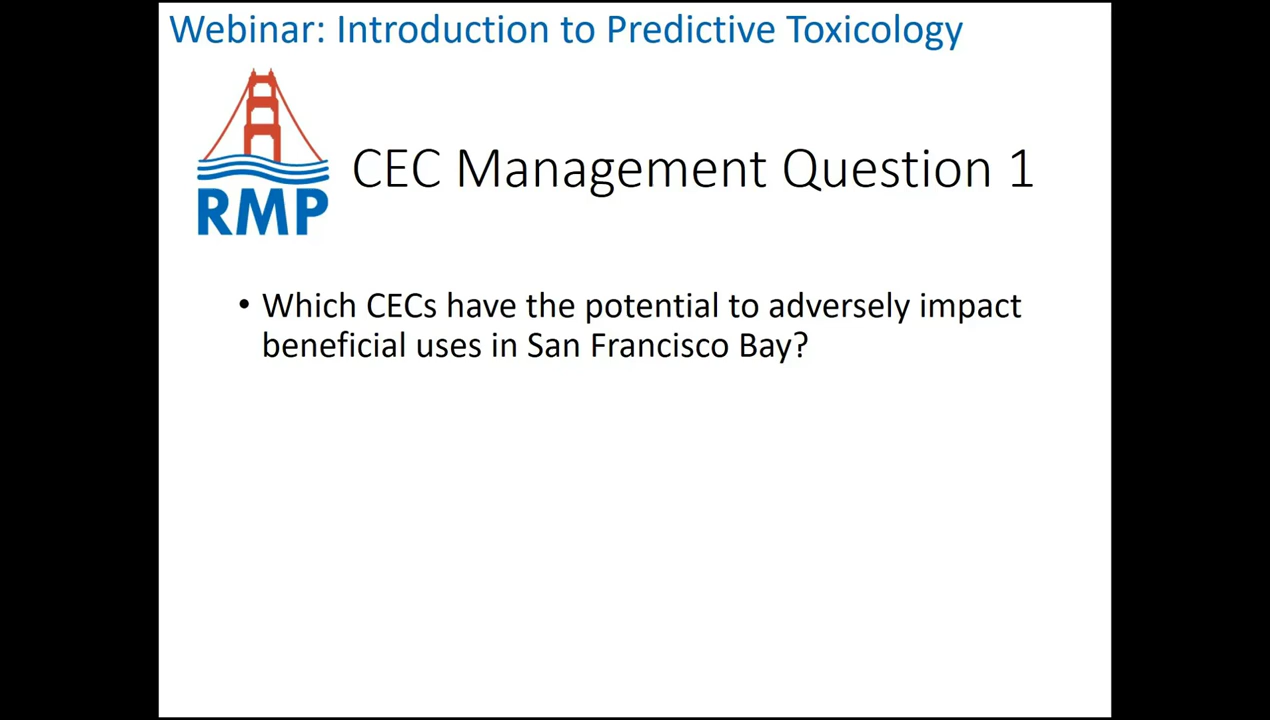 Webinar: Introduction to Predictive Toxicology
RMP
CEC Management Question 1
• Which CECs have the potential to adversely impact
beneficial uses in San Francisco Bay?